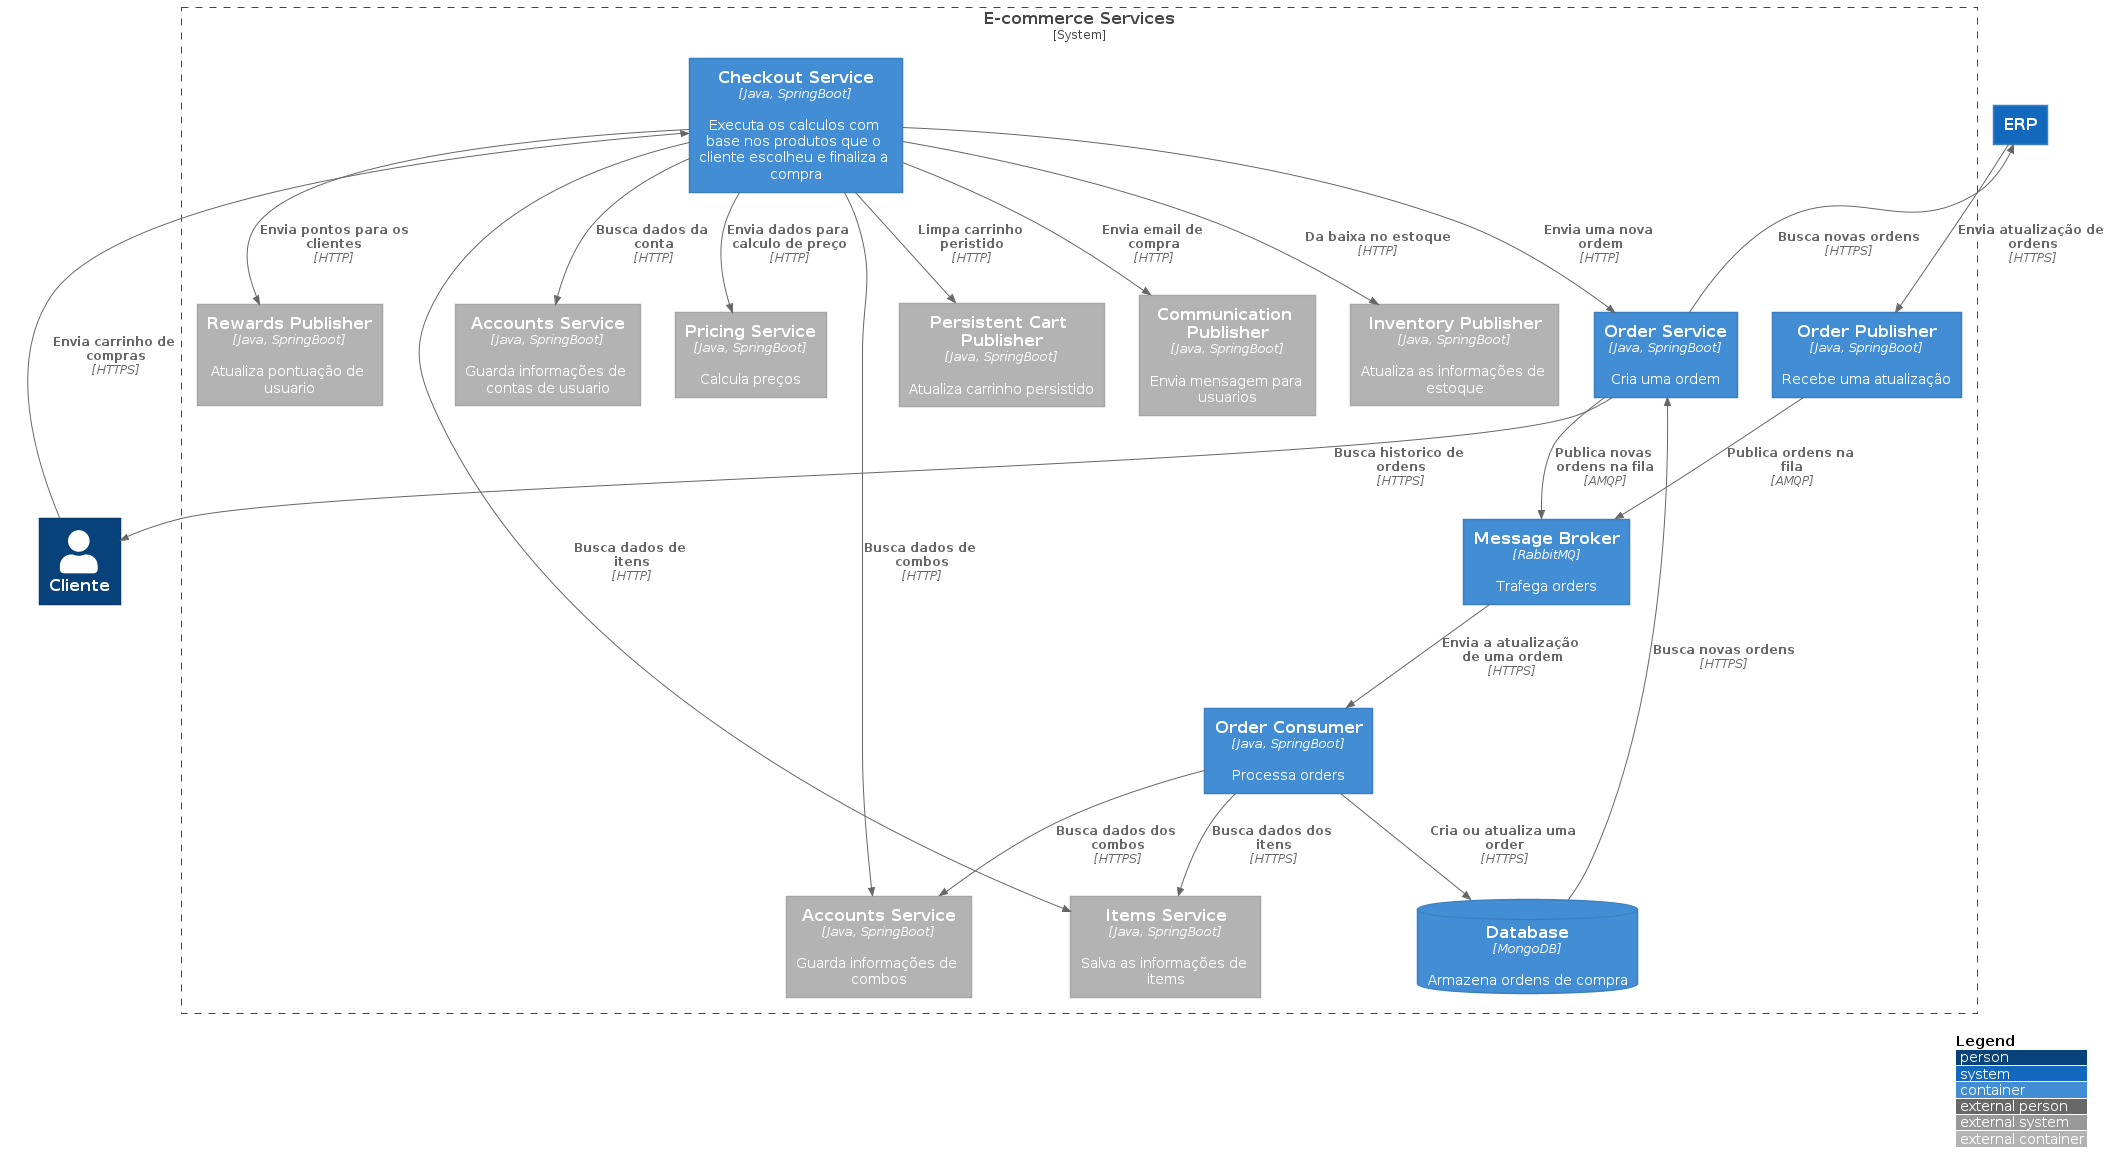 E-commerce Services
[System]
Checkout Service
[Java, SpringBoot]
Executa os calculos com
base nos produtos que o
cliente escolheu e finaliza a
compra
ERP
Envia pontos para os
clientes
[HTTP]
Busca dados da
conta
[HTTP]
Envia dados para
calculo de preço
[HTTP]
Limpa carrinho
peristido
[HTTP]
Envia email de
compra
[HTTP]
Da baixa no estoque
[HTTP]
Envia uma nova
ordem
[HTTP]
Busca novas ordens
[HTTPS]
Envia atualização de
ordens
[HTTPS]
Envia carrinho de
compras
[HTTPS]
Rewards Publisher
[Java, SpringBoot]
Atualiza pontuação de
usuario
Accounts Service
[Java, SpringBoot]
Guarda informações de
contas de usuario
Pricing Service
[Java, SpringBoot]
Calcula preços
Persistent Cart
Publisher
[Java, SpringBoot]
Atualiza carrinho persistido
Communication
Publisher
[Java, SpringBoot]
Envia mensagem para
usuarios
Inventory Publisher
[Java, SpringBoot]
Atualiza as informações de
estoque
Order Service
[Java, SpringBoot]
Cria uma ordem
Order Publisher
[Java, SpringBoot]
Recebe uma atualização
Busca historico de
ordens
[HTTPS]
Publica novas
ordens na fila
[AMQP]
Publica ordens na
fila
[AMQP]
Cliente
Busca dados de
itens
[HTTP]
Busca dados de
combos
[HTTP]
Message Broker
[RabbitMQ]
Trafega orders
Envia a atualização
de uma ordem
[HTTPS]
Busca novas ordens
[HTTPS]
Order Consumer
[Java, SpringBoot]
Processa orders
Busca dados dos
combos
[HTTPS]
Busca dados dos
itens
[HTTPS]
Cria ou atualiza uma
order
[HTTPS]
Accounts Service
[Java, SpringBoot]
Guarda informações de
combos
Items Service
[Java, SpringBoot]
Salva as informações de
items
Database
[MongoDB]
Armazena ordens de compra
Legend
person
system
container
external person
external system
external container